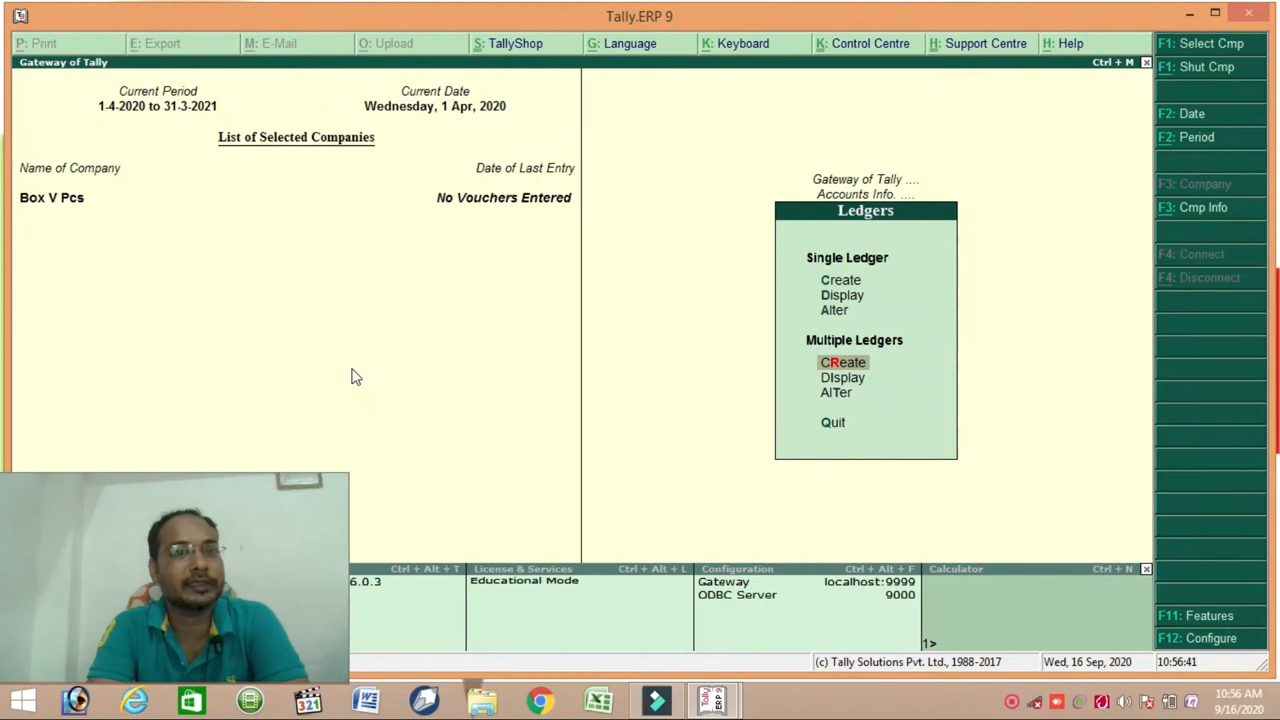 Tally.ERP 9
P: Print
E: Export
M: E-Mail
O: Upload
S: TallyShop
G: Language
K: Keyboard
K: Control Centre
H: Support Centre
H: Help
Gateway of Tally
Ctrl + M
Current Period
1-4-2020 to 31-3-2021
Current Date
Wednesday, 1 Apr, 2020
List of Selected Companies
Name of Company
Date of Last Entry
Box V Pcs
No Vouchers Entered
Gateway of Tally ....
Accounts Info. ....
Ledgers
Single Ledger
Create
Display
Alter
Multiple Ledgers
CReate
DIsplay
AlTer
Quit
F1: Select Cmp
F1: Shut Cmp
F2: Date
F2: Period
F3: Company
F3: Cmp Info
F4: Connect
F4: Disconnect
F11: Features
F12: Configure
Ctrl + Alt + T
6.0.3
License & Services
Ctrl + Alt + L
Educational Mode
Configuration
Ctrl + Alt + F
Gateway
localhost:9999
ODBC Server
9000
Calculator
Ctrl + N
1>
(c) Tally Solutions Pvt. Ltd., 1988-2017
Wed, 16 Sep, 2020
10:56:41
321
Tally
ERP 9
10:56 AM
9/16/2020